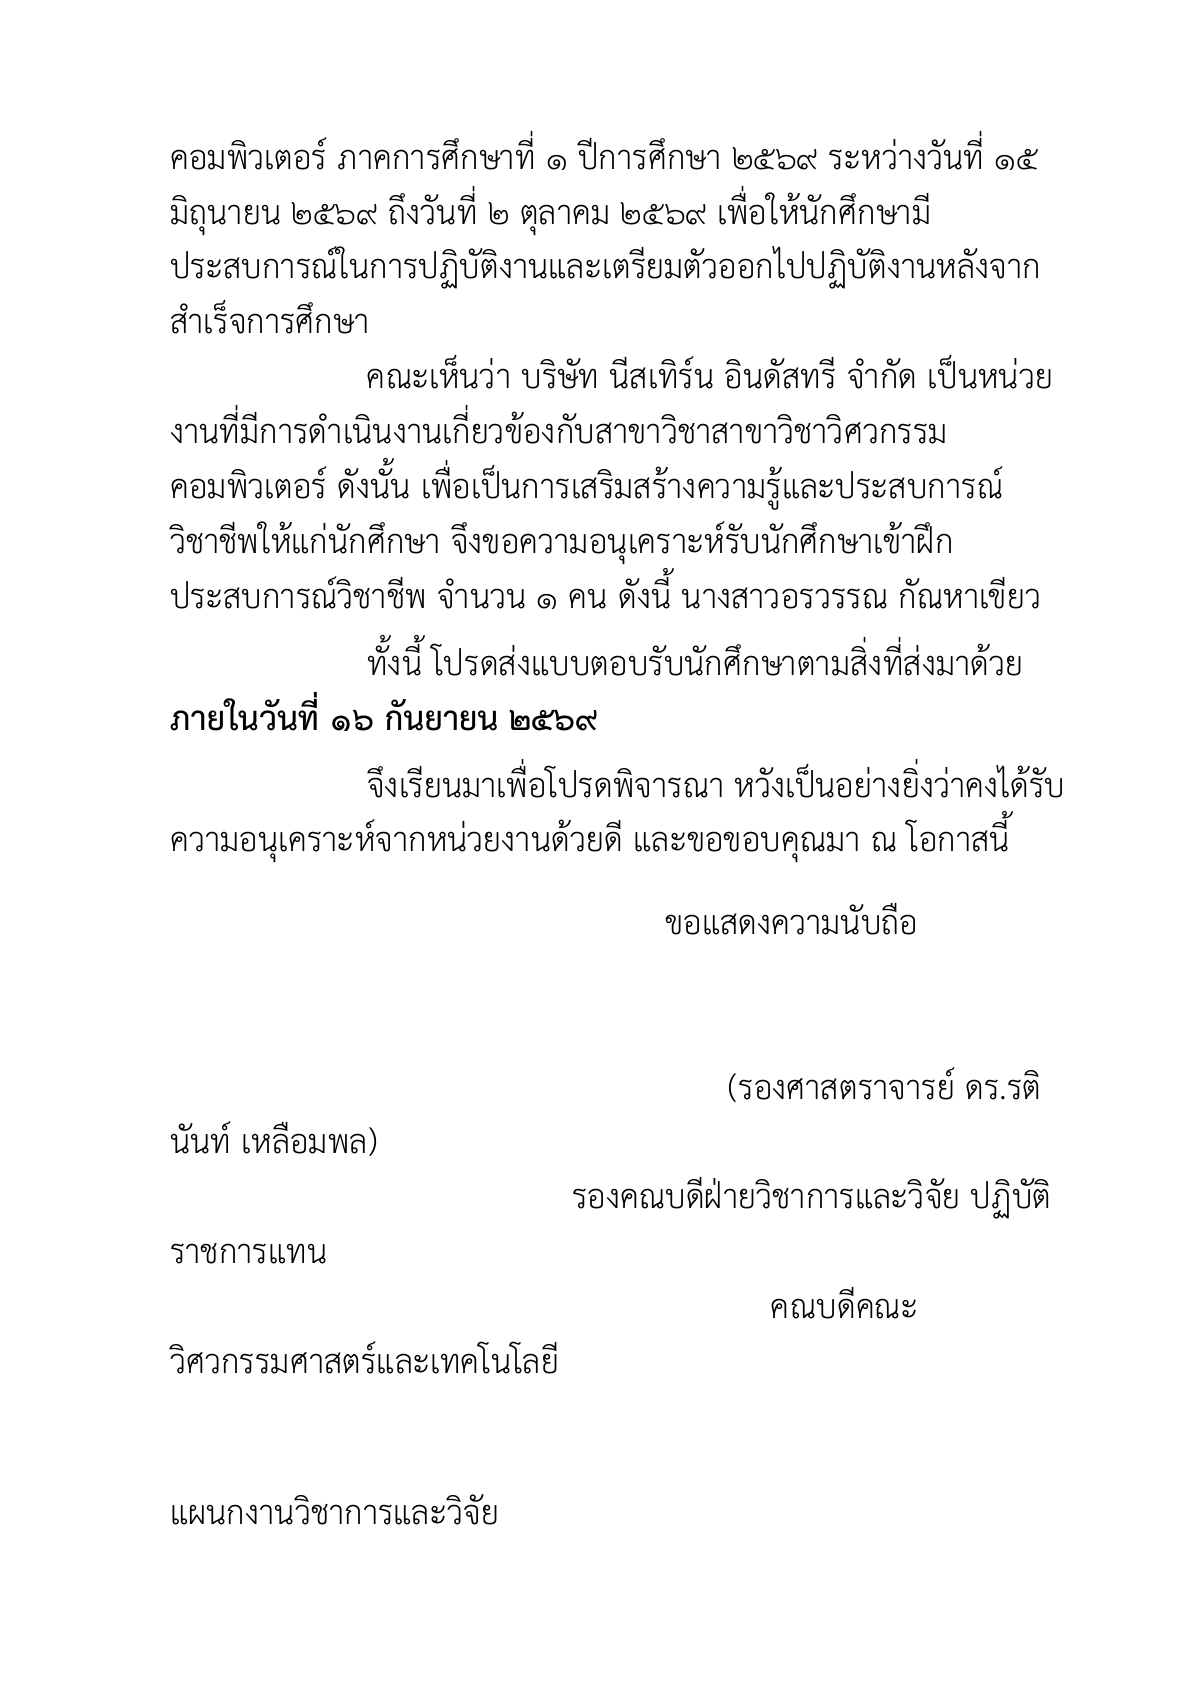 คอมพิวเตอร์ ภาคการศึกษาที่ ๑ ปีการศึกษา ๒๕๖๙ ระหว่างวันที่ ๑๕
มิถุนายน ๒๕๖๙ ถึงวันที่ ๒ ตุลาคม ๒๕๖๙ เพื่อให้นักศึกษามี
ประสบการณ์ในการปฏิบัติงานและเตรียมตัวออกไปปฏิบัติงานหลังจาก
สำเร็จการศึกษา
คณะเห็นว่า บริษัท นีสเทิร์น อินดัสทรี จำกัด เป็นหน่วย
งานที่มีการดำเนินงานเกี่ยวข้องกับสาขาวิชาสาขาวิชาวิศวกรรม
คอมพิวเตอร์ ดังนั้น เพื่อเป็นการเสริมสร้างความรู้และประสบการณ์
วิชาชีพให้แก่นักศึกษา จึงขอความอนุเคราะห์รับนักศึกษาเข้าฝึก
ประสบการณ์วิชาชีพ จำนวน ๑ คน ดังนี้ นางสาวอรวรรณ กัณหาเขียว
ทั้งนี้ โปรดส่งแบบตอบรับนักศึกษาตามสิ่งที่ส่งมาด้วย
ภายในวันที่ ๑๖ กันยายน ๒๕๖๙
จึงเรียนมาเพื่อโปรดพิจารณา หวังเป็นอย่างยิ่งว่าคงได้รับ
ความอนุเคราะห์จากหน่วยงานด้วยดี และขอขอบคุณมา ณ โอกาสนี้
ขอแสดงความนับถือ
(รองศาสตราจารย์ ดร.รติ
นันท์ เหลือมพล)
รองคณบดีฝ่ายวิชาการและวิจัย ปฏิบัติ
ราชการแทน
คณบดีคณะ
วิศวกรรมศาสตร์และเทคโนโลยี
แผนกงานวิชาการและวิจัย